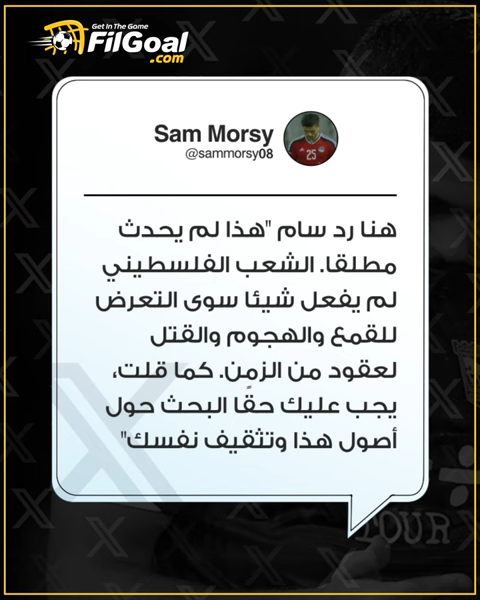 Get In The Game
FilGoal
.com
Sam Morsy
@sammorsy08
25
هنا رد سام "هذا لم يحدث
مطلقا. الشعب الفلسطيني
لم يفعل شيئا سوى التعرض
للقمع والهجوم والقتل
لعقود من الزمن. كما قلت،
يجب عليك حقًا البحث حول
أصول هذا وتثقيف نفسك"
TOUR